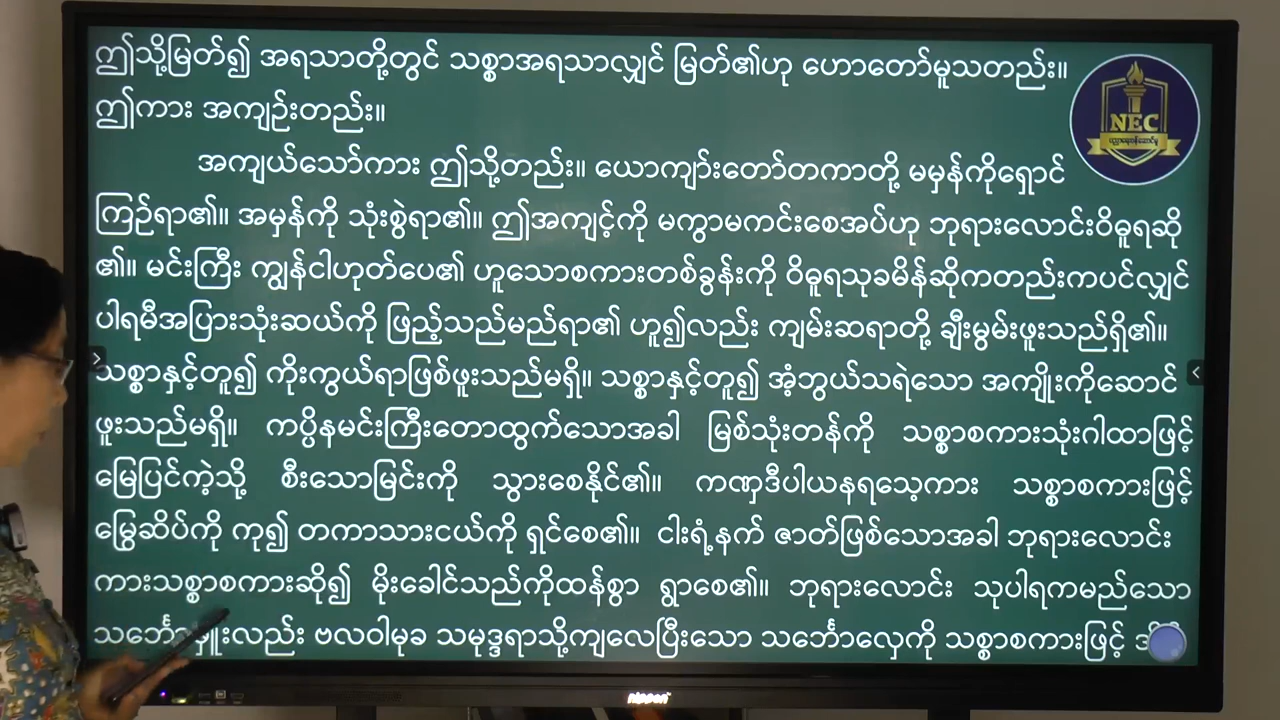 ဤသို့မြတ်၍ အရသာတို့တွင် သစ္စာအရသာလျှင် မြတ်၏ဟု ဟောတော်မူသတည်း။
ဤကား အကျဉ်းတည်း။
အကျယ်သော်ကား ဤသို့တည်း။ ယောကျာ်းတော်တကာတို့ မမှန်ကိုရှောင်
ကြဉ်ရာ၏။ အမှန်ကို သုံးစွဲရာ၏။ ဤအကျင့်ကို မကွာမကင်းစေအပ်ဟု ဘုရားလောင်းဝိဓူရဆို
၏။ မင်းကြီး ကျွန်ငါဟုတ်ပေ၏ ဟူသောစကားတစ်ခွန်းကို ဝိဓူရသုခမိန်ဆိုကတည်းကပင်လျှင်
ပါရမီအပြားသုံးဆယ်ကို ဖြည့်သည်မည်ရာ၏ ဟူ၍လည်း ကျမ်းဆရာတို့ ချီးမွမ်းဖူးသည်ရှိ၏။
သစ္စာနှင့်တူ၍ ကိုးကွယ်ရာဖြစ်ဖူးသည်မရှိ။ သစ္စာနှင့်တူ၍ အံ့ဘွယ်သရဲသော အကျိုးကိုဆောင်
ဖူးသည်မရှိ။ ကပ္ပိနမင်းကြီးတောထွက်သောအခါ မြစ်သုံးတန်ကို သစ္စာစကားသုံးဂါထာဖြင့်
မြေပြင်ကဲ့သို့ စီးသောမြင်းကို သွားစေနိုင်၏။ ကဏှဒီပါယနရသေ့ကား သစ္စာစကားဖြင့်
မြွေဆိပ်ကို ကု၍ တကာသားငယ်ကို ရှင်စေ၏။ ငါးရံ့နက် ဇာတ်ဖြစ်သောအခါ ဘုရားလောင်း
ကားသစ္စာစကားဆို၍ မိုးခေါင်သည်ကိုထန်စွာ ရွာစေ၏။ ဘုရားလောင်း သုပါရကမည်သော
လည်း ဗလဝါမုခ သမုဒ္ဒရာသို့ကျလေပြီးသော သင်္ဘောလှေကို သစ္စာစကားဖြင့်
NEC